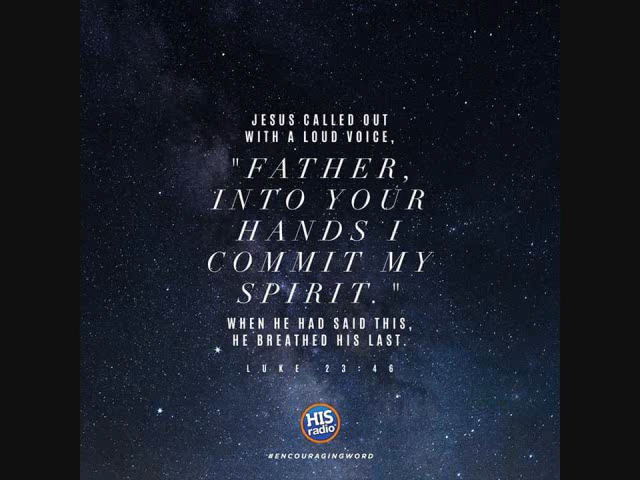 JESUS CALLED OUT
WITH A LOUD VOICE,
"FATHER,
INTO YOUR
HANDS I
COMMIT MY
SPIRIT."
WHEN HE HAD SAID THIS,
HE BREATHED HIS LAST.
LUKE 23:46
HIS
radio
#ENCOURAGINGWORD